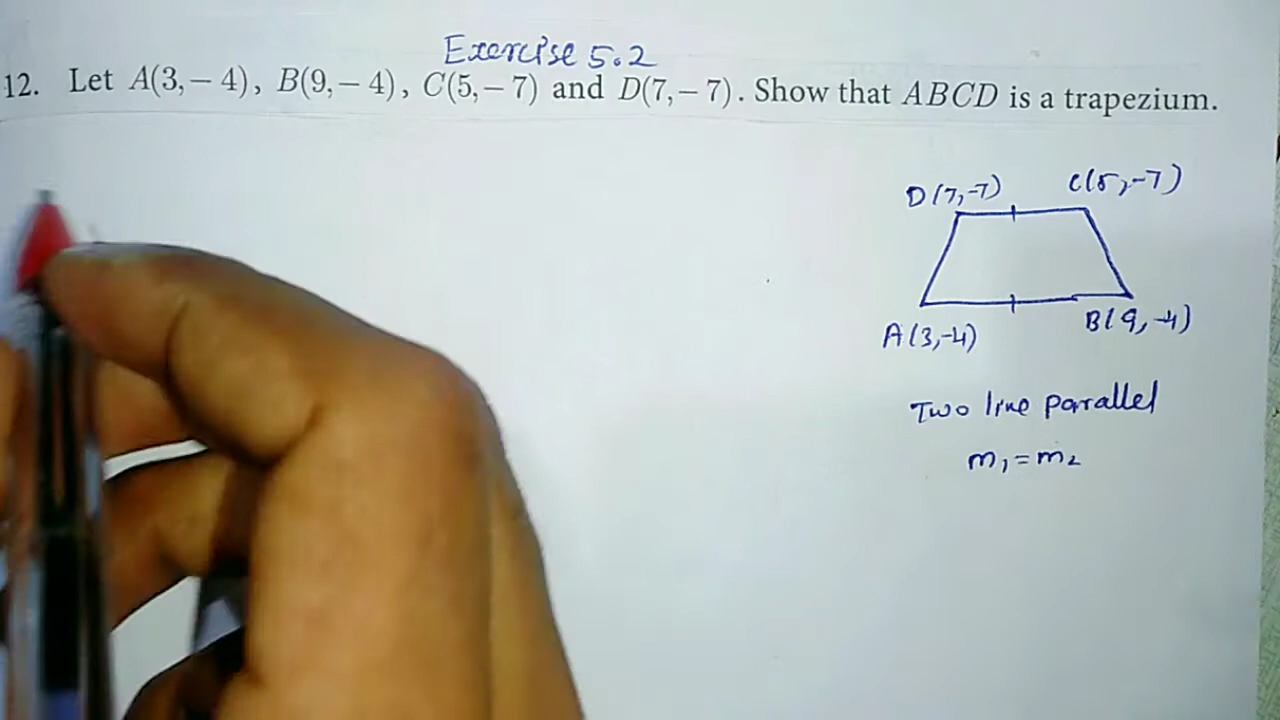 Exercise 5.2
12. Let A(3,– 4), B(9,– 4), C(5,– 7) and D(7,– 7). Show that ABCD is a trapezium.
D(7,-7) C(5,-7)
A(3,-4) B(9,-4)
Two line parallel
m₁=m₂